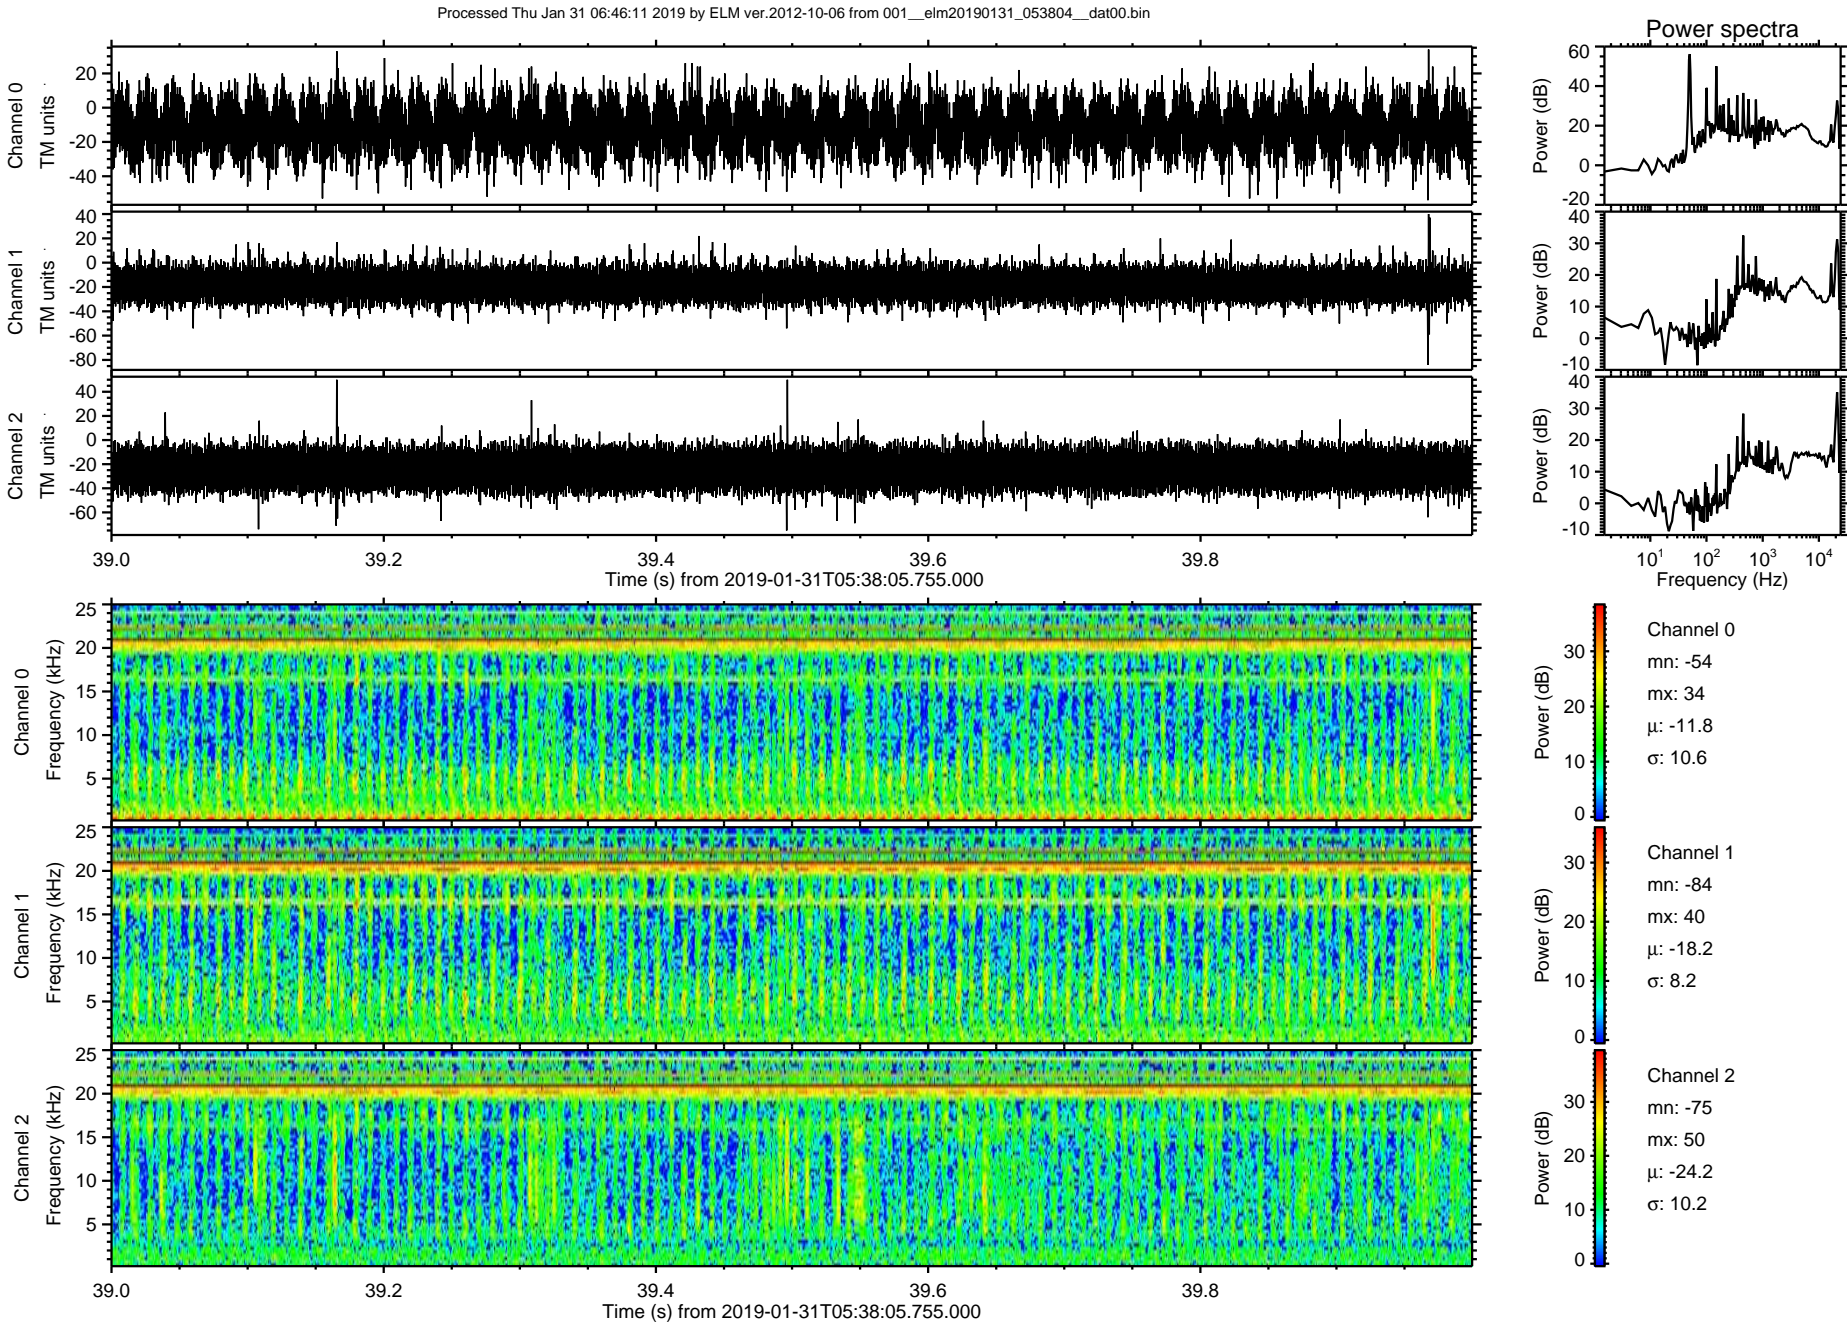 Processed Thu Jan 31 06:46:11 2019 by ELM ver.2012-10-06 from 001__elm20190131_053804__dat00.bin
Power spectra
Channel 0
TM units
20
0
-20
-40
Power (dB)
60
40
20
0
-20
Channel 1
TM units
40
20
0
-20
-40
-60
-80
Power (dB)
40
30
20
10
0
-10
Channel 2
TM units
40
20
0
-20
-40
-60
Power (dB)
40
30
20
10
0
-10
39.0 39.2 39.4 39.6 39.8
Time (s) from 2019-01-31T05:38:05.755.000
10^1 10^2 10^3 10^4
Frequency (Hz)
Channel 0
Frequency (kHz)
25
20
15
10
5
Power (dB)
30
20
10
0
Channel 0
mn: -54
mx: 34
μ: -11.8
σ: 10.6
Channel 1
Frequency (kHz)
25
20
15
10
5
Power (dB)
30
20
10
0
Channel 1
mn: -84
mx: 40
μ: -18.2
σ: 8.2
Channel 2
Frequency (kHz)
25
20
15
10
5
Power (dB)
30
20
10
0
Channel 2
mn: -75
mx: 50
μ: -24.2
σ: 10.2
39.0 39.2 39.4 39.6 39.8
Time (s) from 2019-01-31T05:38:05.755.000